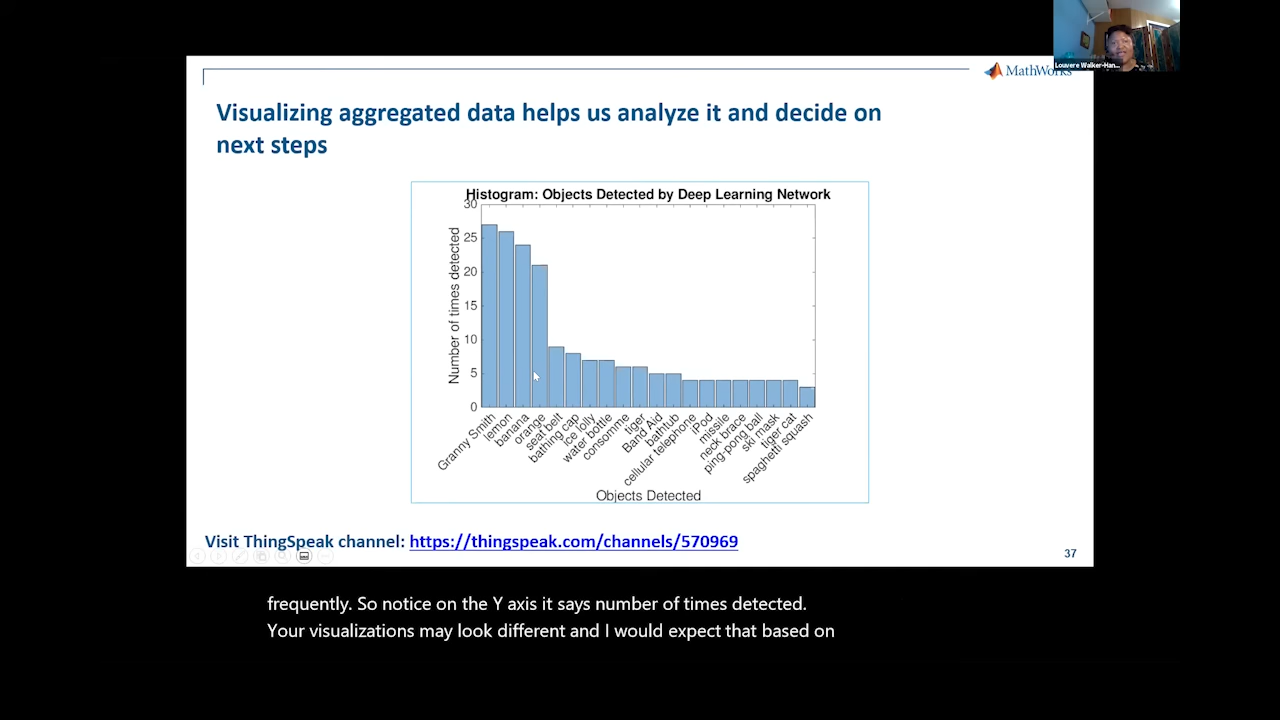 Louvere Walker-Han...
MathWorks
Visualizing aggregated data helps us analyze it and decide on
next steps
Histogram: Objects Detected by Deep Learning Network
Number of times detected
30
25
20
15
10
5
0
Granny Smith
lemon
banana
orange
seat belt
bathing cap
ice lolly
water bottle
consomme
tiger
Band Aid
bathtub
cellular telephone
iPod
missile
neck brace
ping-pong ball
ski mask
tiger cat
spaghetti squash
Objects Detected
Visit ThingSpeak channel: https://thingspeak.com/channels/570969
37
frequently. So notice on the Y axis it says number of times detected.
Your visualizations may look different and I would expect that based on